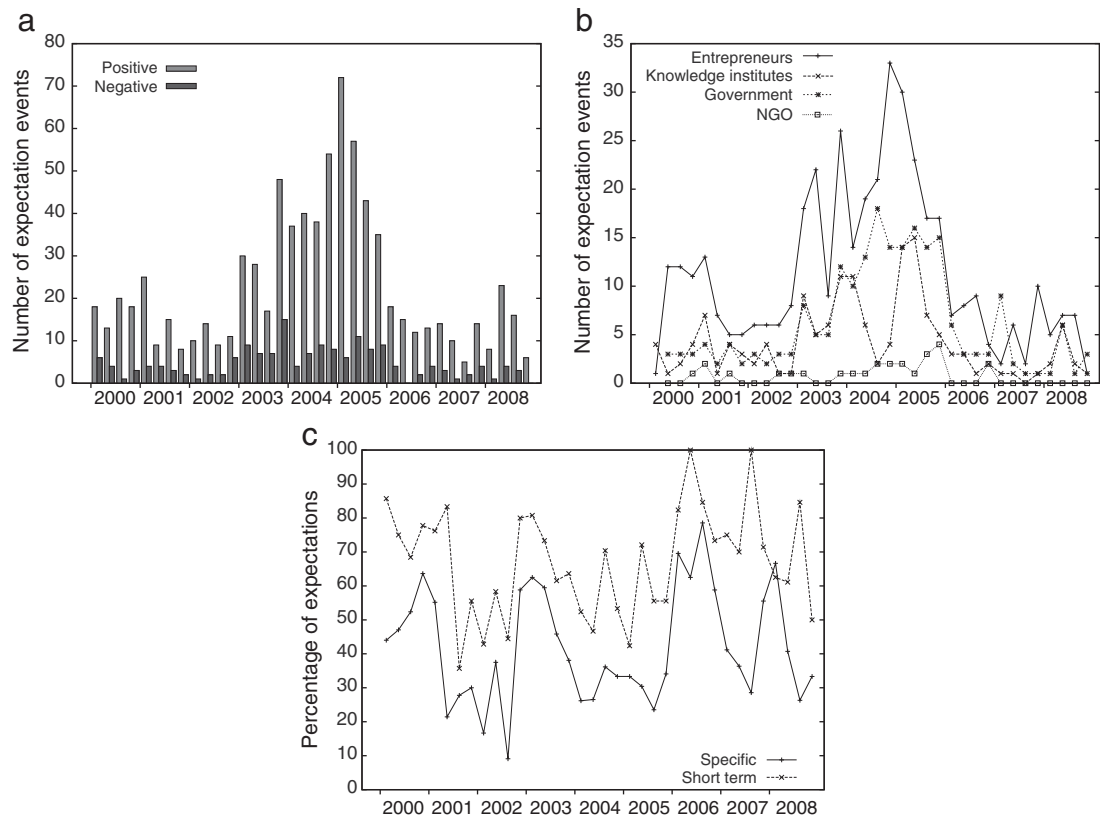 a
Number of expectation events
80
70
60
50
40
30
20
10
0
Positive
Negative
2000 2001 2002 2003 2004 2005 2006 2007 2008
b
Number of expectation events
35
30
25
20
15
10
5
0
Entrepreneurs
Knowledge institutes
Government
NGO
2000 2001 2002 2003 2004 2005 2006 2007 2008
c
Percentage of expectations
100
90
80
70
60
50
40
30
20
10
0
Specific
Short term
2000 2001 2002 2003 2004 2005 2006 2007 2008